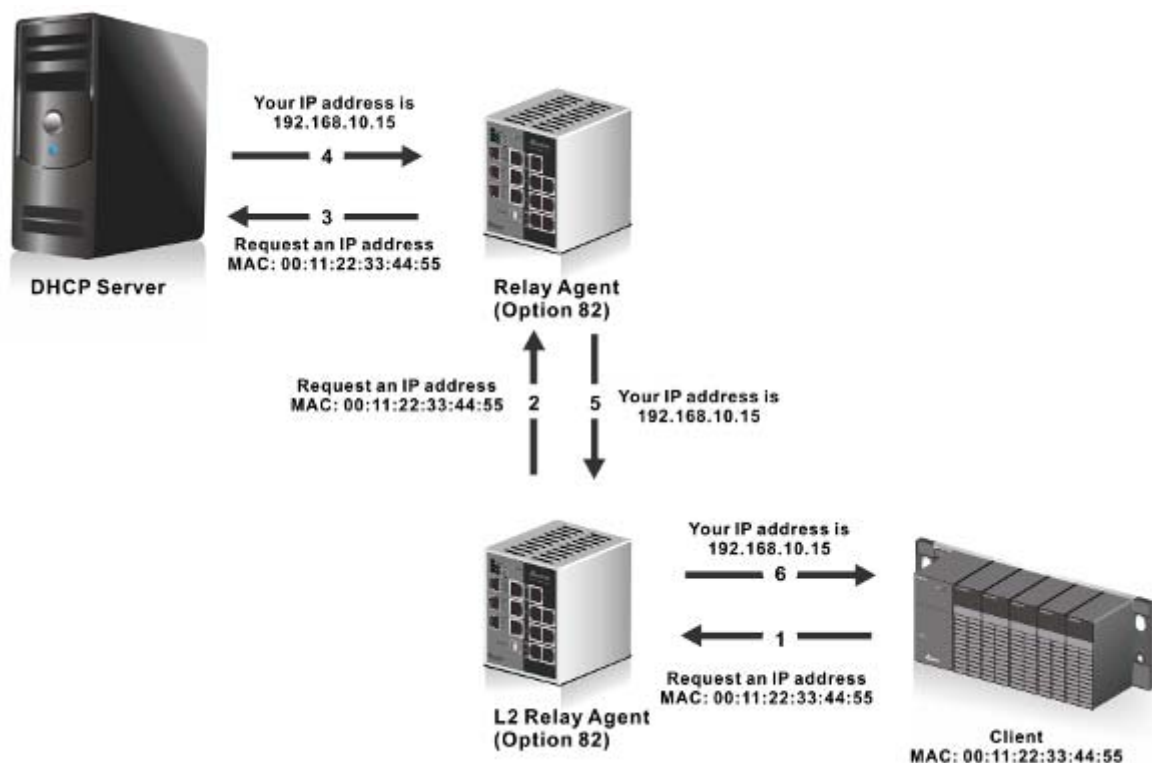 Your IP address is
192.168.10.15
4
3
Request an IP address
MAC: 00:11:22:33:44:55
DHCP Server
Relay Agent
(Option 82)
Request an IP address
MAC: 00:11:22:33:44:55
2
5
Your IP address is
192.168.10.15
Your IP address is
192.168.10.15
6
1
Request an IP address
MAC: 00:11:22:33:44:55
L2 Relay Agent
(Option 82)
Client
MAC: 00:11:22:33:44:55